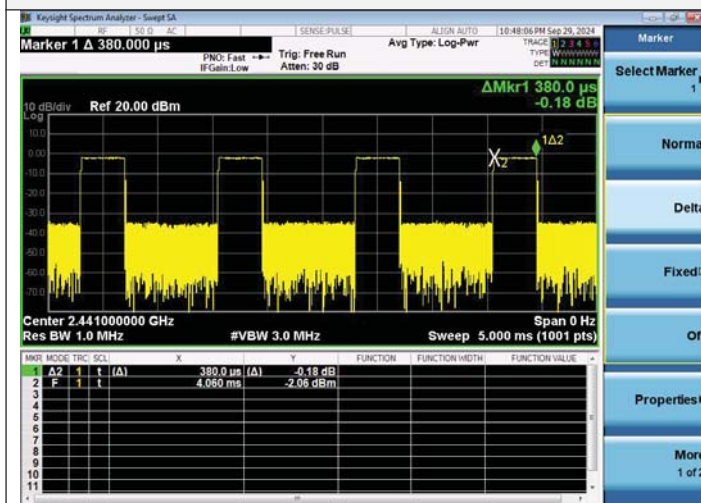 Keysight Spectrum Analyzer - Swept SA
RF 50 Ω AC SENSE:PULSE ALIGN AUTO 10:48:06 PM Sep 29, 2024
Marker 1 Δ 380.000 µs
PNO: Fast
IFGain:Low
Trig: Free Run
Atten: 30 dB
Avg Type: Log-Pwr
TRACE 1 2 3 4 5 6
TYPE W
DET N N N N N N
ΔMkr1 380.0 µs
-0.18 dB
10 dB/div Ref 20.00 dBm
Log
10.0
0.00
-10.0
-20.0
-30.0
-40.0
-50.0
-60.0
-70.0
X2
1Δ2
Center 2.441000000 GHz Span 0 Hz
Res BW 1.0 MHz #VBW 3.0 MHz Sweep 5.000 ms (1001 pts)
MKR MODE TRC SCL X Y FUNCTION FUNCTION WIDTH FUNCTION VALUE
1 Δ2 1 t (Δ) 380.0 µs (Δ) -0.18 dB
2 F 1 t 4.060 ms -2.06 dBm
3
4
5
6
7
8
9
10
11
Marker
Select Marker
1
Norma
Delta
Fixed
Of
Properties
More
1 of 2